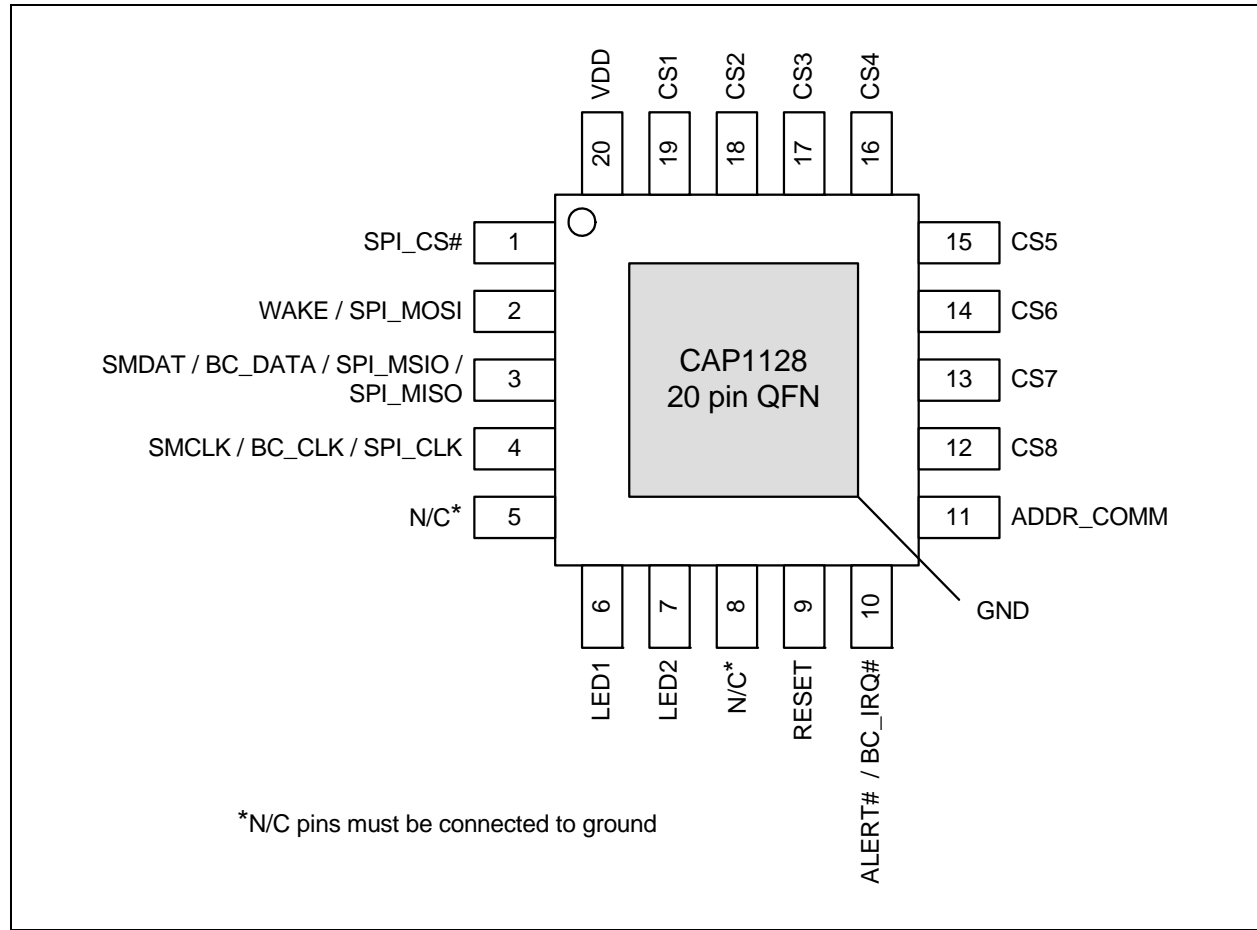 VDD
CS1
CS2
CS3
CS4
20
19
18
17
16
SPI_CS#
1
15
CS5
WAKE / SPI_MOSI
2
14
CS6
SMDAT / BC_DATA / SPI_MSIO /
SPI_MISO
3
13
CS7
CAP1128
20 pin QFN
SMCLK / BC_CLK / SPI_CLK
4
12
CS8
N/C*
5
11
ADDR_COMM
6
7
8
9
10
GND
LED1
LED2
N/C*
RESET
ALERT# / BC_IRQ#
*N/C pins must be connected to ground